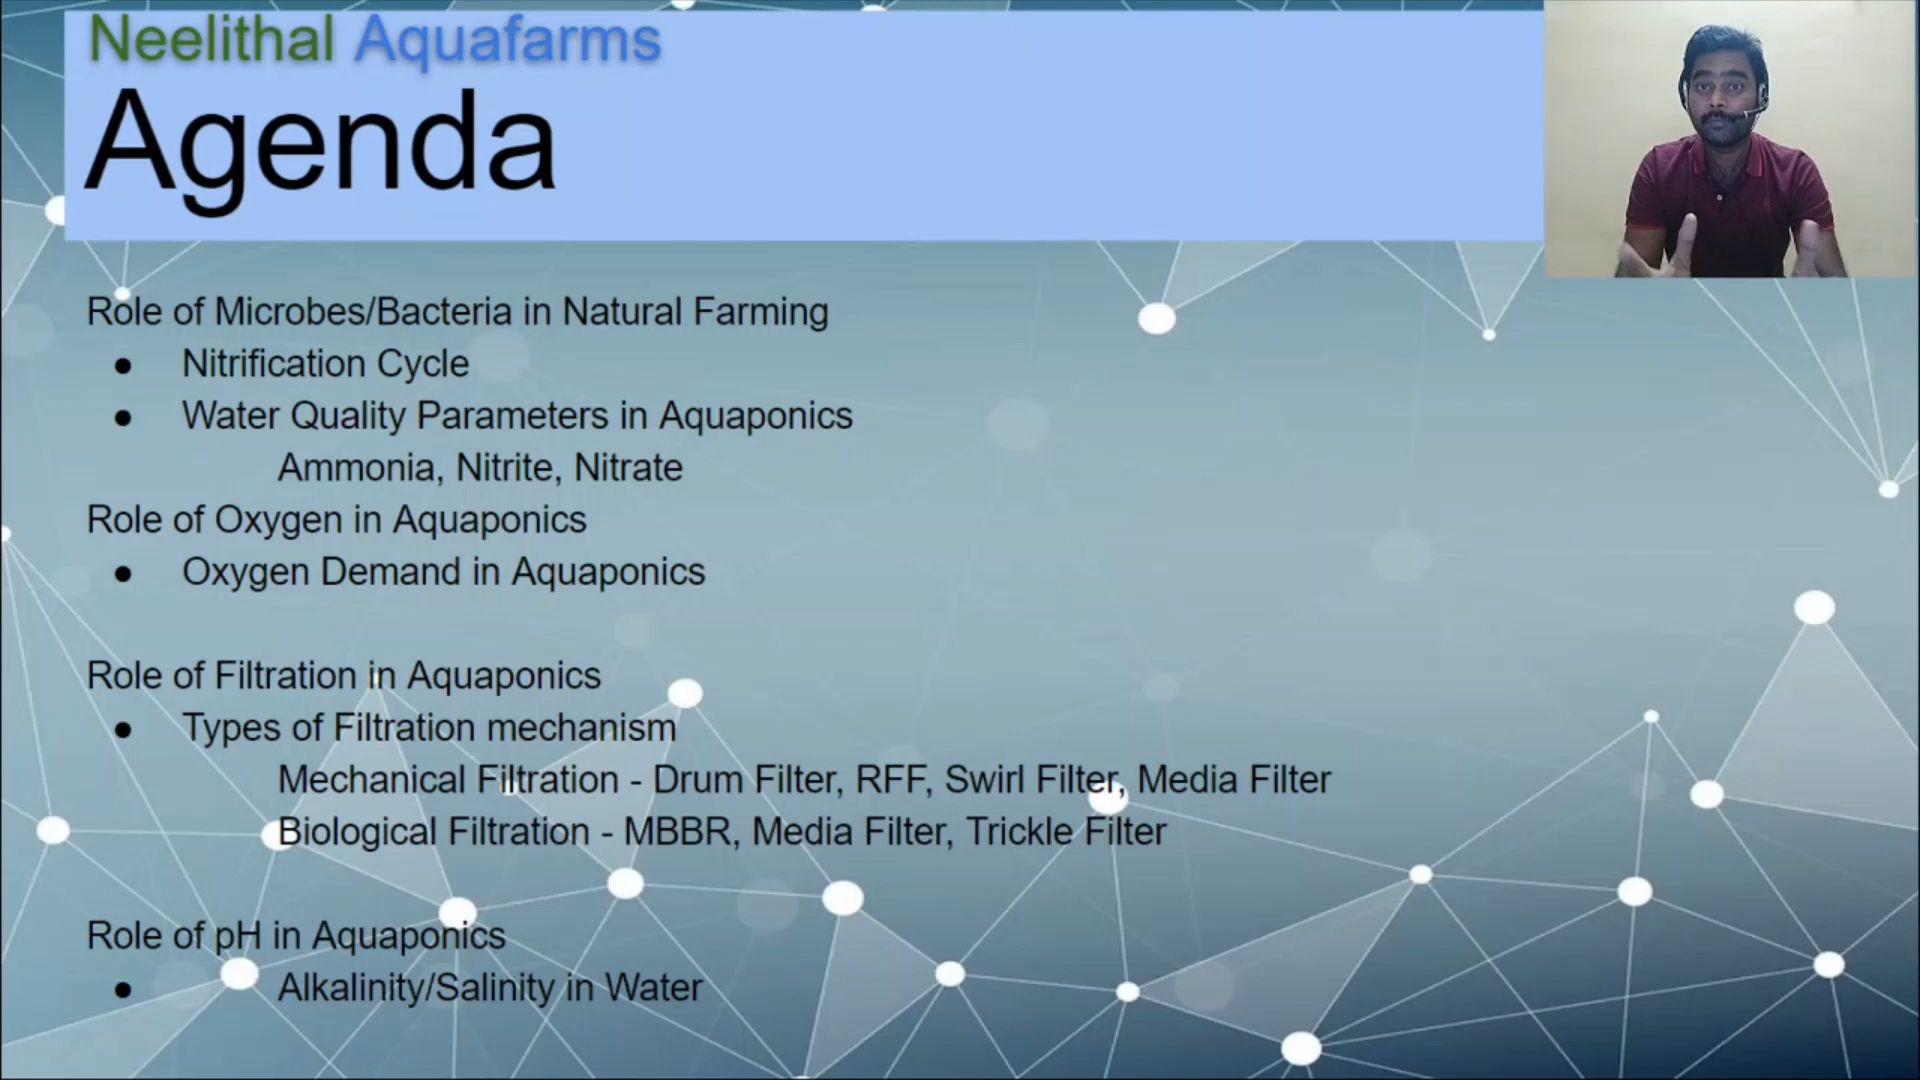 Neelithal Aquafarms
Agenda
Role of Microbes/Bacteria in Natural Farming
● Nitrification Cycle
● Water Quality Parameters in Aquaponics
Ammonia, Nitrite, Nitrate
Role of Oxygen in Aquaponics
● Oxygen Demand in Aquaponics
Role of Filtration in Aquaponics
● Types of Filtration mechanism
Mechanical Filtration - Drum Filter, RFF, Swirl Filter, Media Filter
Biological Filtration - MBBR, Media Filter, Trickle Filter
Role of pH in Aquaponics
● Alkalinity/Salinity in Water